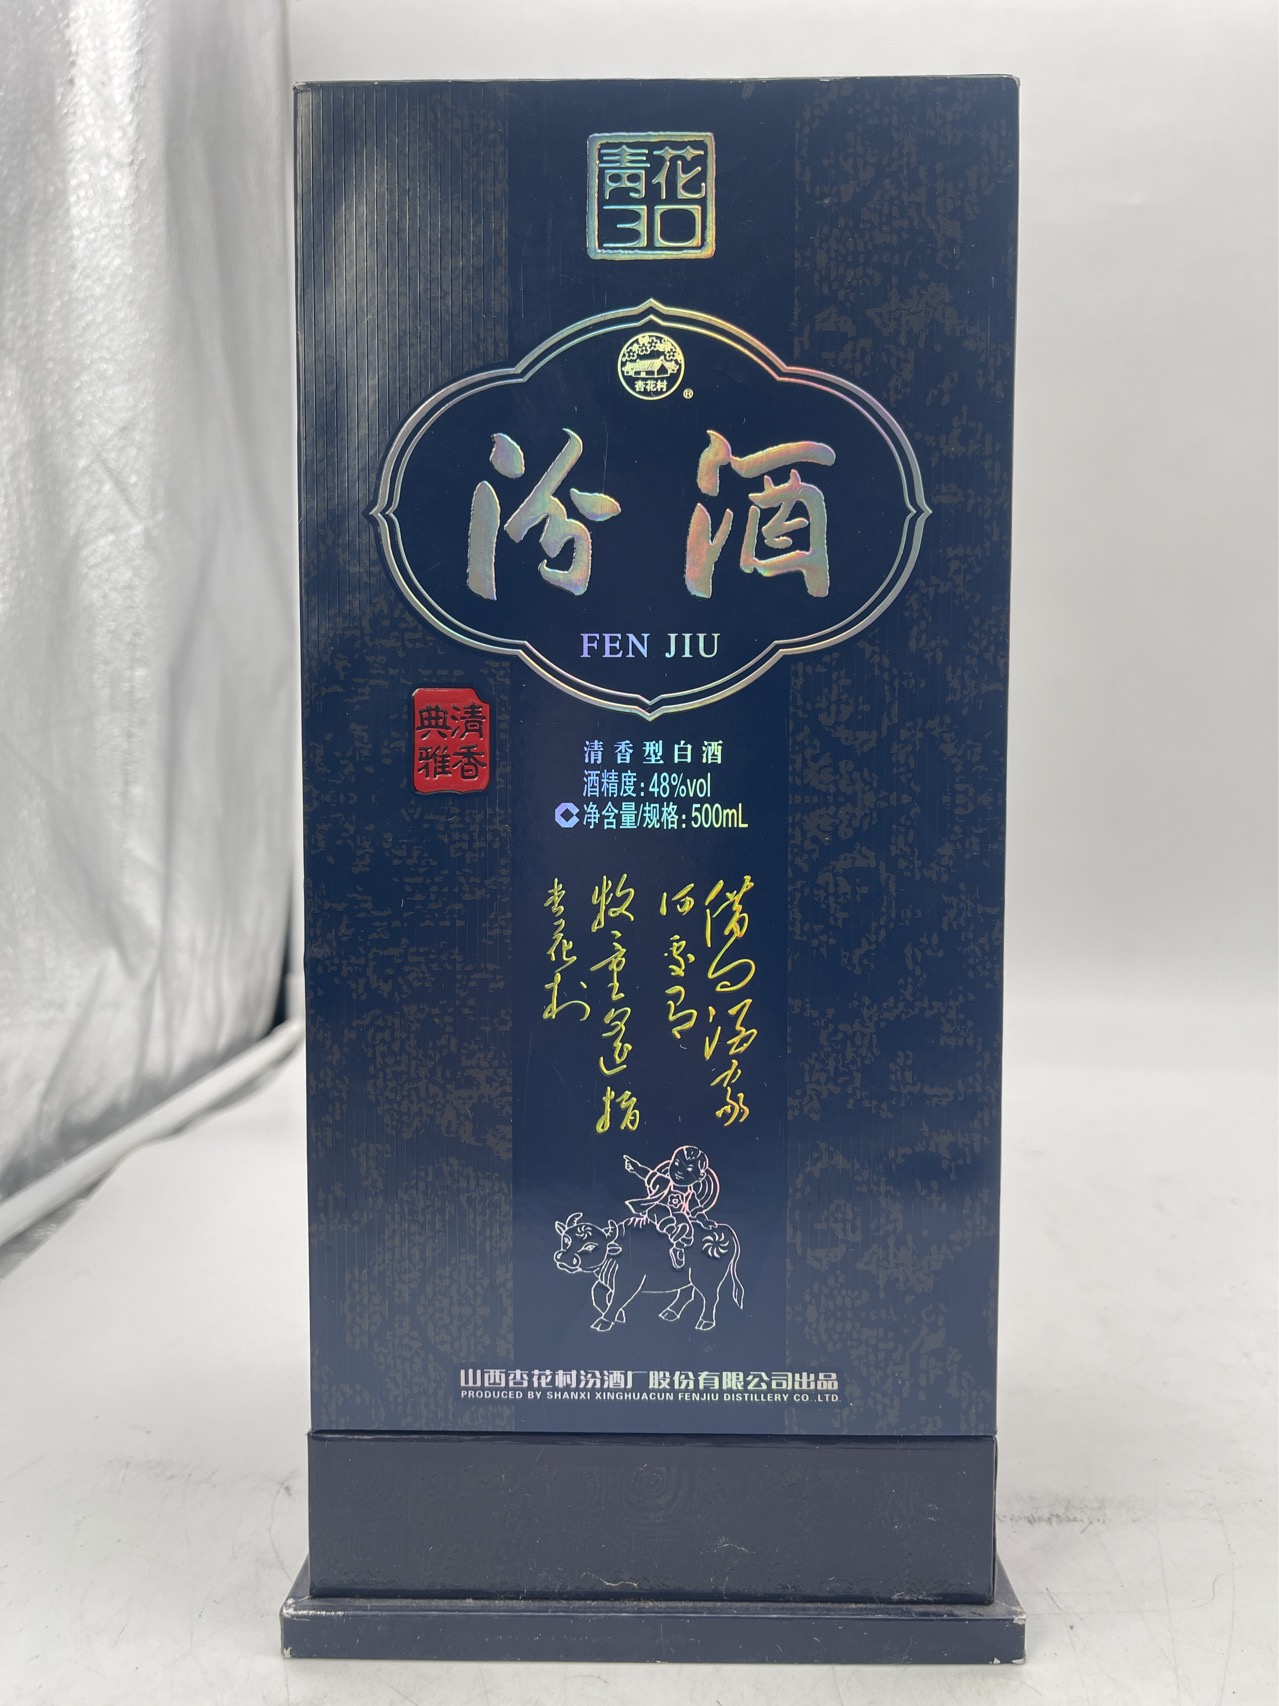 青花
30
杏花村
®
汾酒
FEN JIU
清香
典雅
清香型白酒
酒精度:48%vol
净含量/规格:500mL
借问酒家
何处有
牧童遥指
杏花村
山西杏花村汾酒厂股份有限公司出品
PRODUCED BY SHANXI XINGHUACUN FENJIU DISTILLERY CO.,LTD.